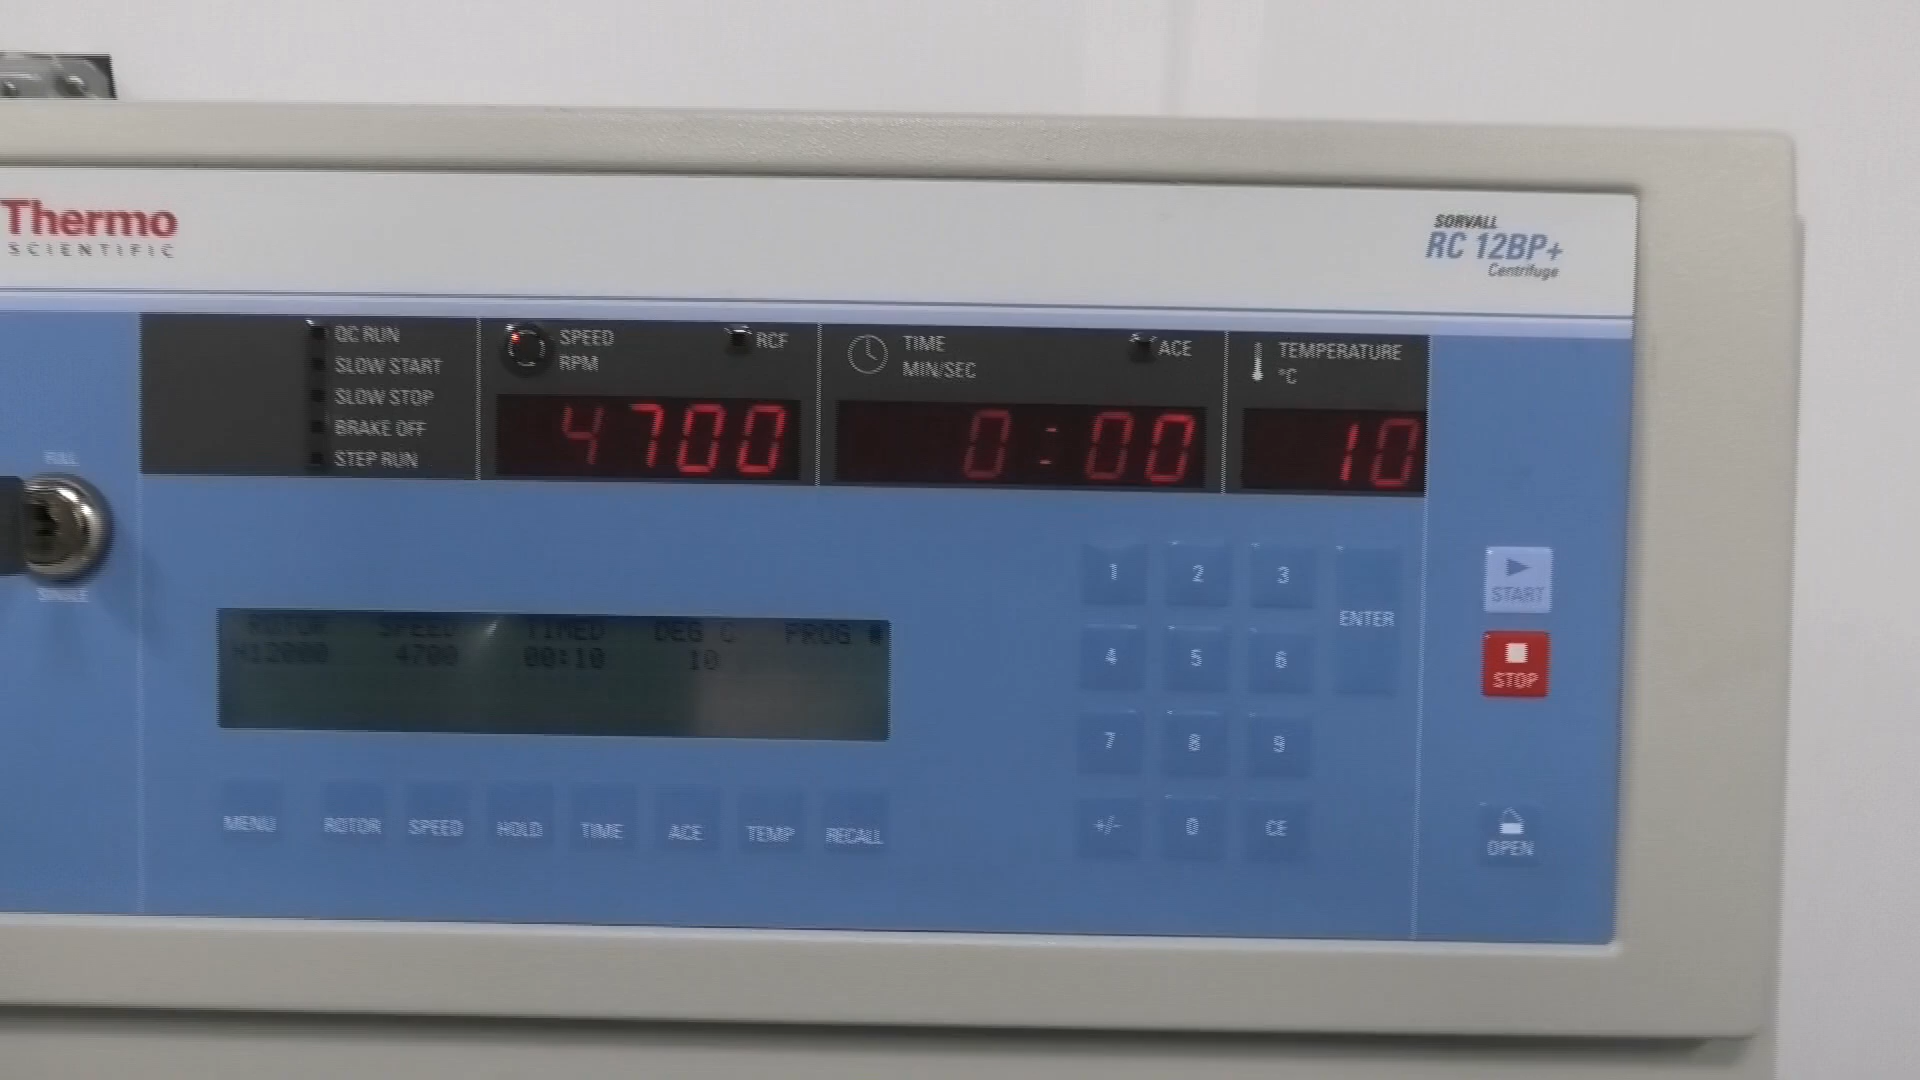 Thermo
SCIENTIFIC
SORVALL
RC 12BP+
Centrifuge
QC RUN
SLOW START
SLOW STOP
BRAKE OFF
STEP RUN
SPEED
RPM
RCF
4700
TIME
MIN/SEC
ACE
0:00
TEMPERATURE
°C
10
SINGLE
ROTOR SPEED TIMED DEG C PROG #
H12000 4700 00:10 10
MENU ROTOR SPEED HOLD TIME ACE TEMP RECALL
1 2 3
4 5 6
7 8 9
+/- 0 CE
ENTER
START
STOP
OPEN